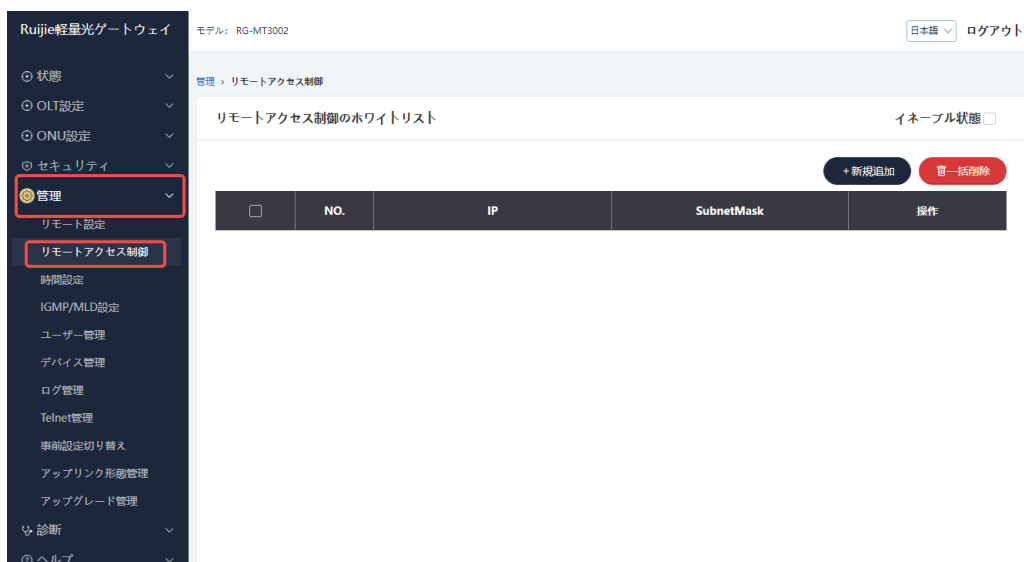 Ruijie軽量光ゲートウェイ
モデル: RG-MT3002
日本語
ログアウト
状態
OLT設定
ONU設定
セキュリティ
管理
リモート設定
リモートアクセス制御
時間設定
IGMP/MLD設定
ユーザー管理
デバイス管理
ログ管理
Telnet管理
事前設定切り替え
アップリンク形態管理
アップグレード管理
診断
ヘルプ
管理 › リモートアクセス制御
リモートアクセス制御のホワイトリスト
イネーブル状態
+新規追加
一括削除
NO. IP SubnetMask 操作